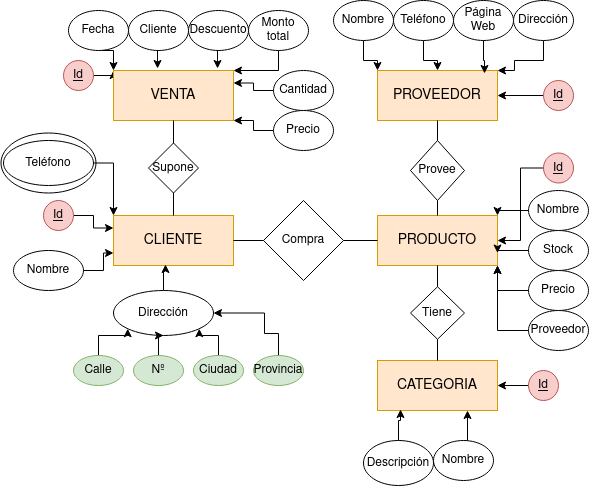 Fecha
Cliente
Descuento
Monto
total
Id
VENTA
Cantidad
Precio
Nombre
Teléfono
Página
Web
Dirección
PROVEEDOR
Id
Supone
Provee
Teléfono
Id
Nombre
CLIENTE
Compra
PRODUCTO
Id
Nombre
Stock
Precio
Proveedor
Dirección
Calle
Nº
Ciudad
Provincia
Tiene
CATEGORIA
Id
Descripción
Nombre